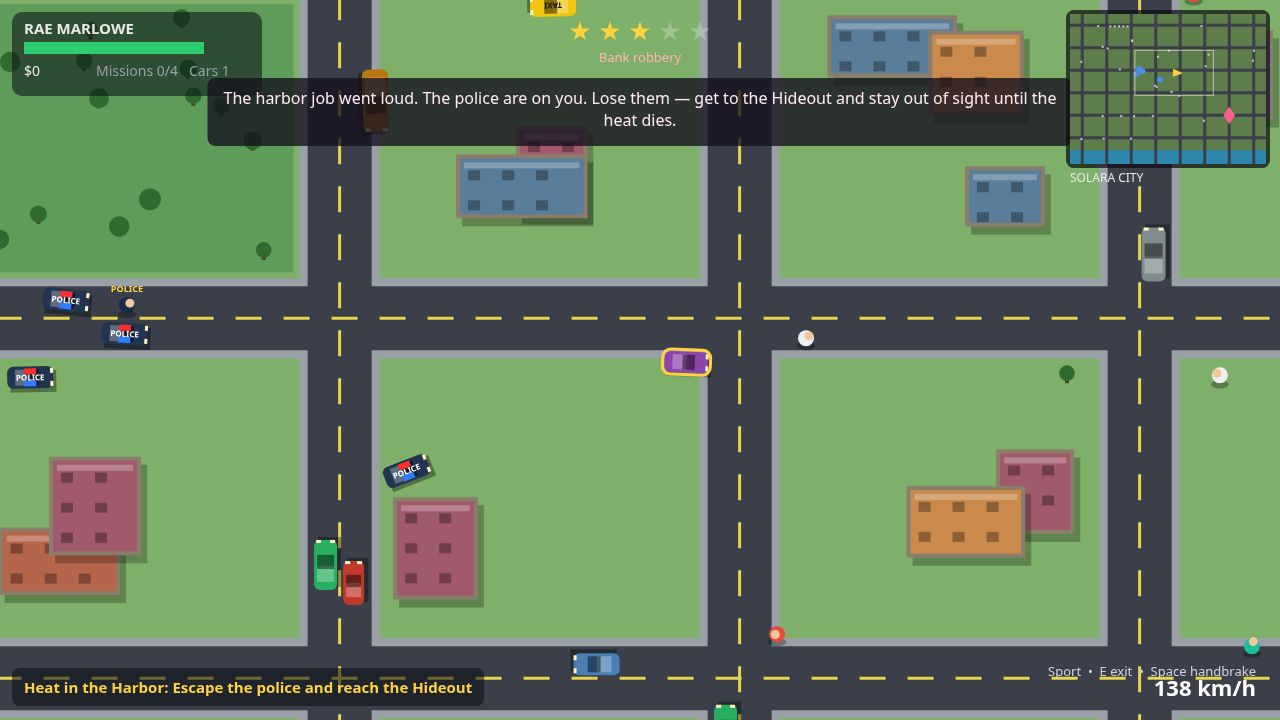 RAE MARLOWE
$0 Missions 0/4 Cars 1
TAXI
Bank robbery
The harbor job went loud. The police are on you. Lose them — get to the Hideout and stay out of sight until the
heat dies.
SOLARA CITY
POLICE
POLICE
POLICE
POLICE
POLICE
Heat in the Harbor: Escape the police and reach the Hideout
Sport • E exit • Space handbrake
138 km/h